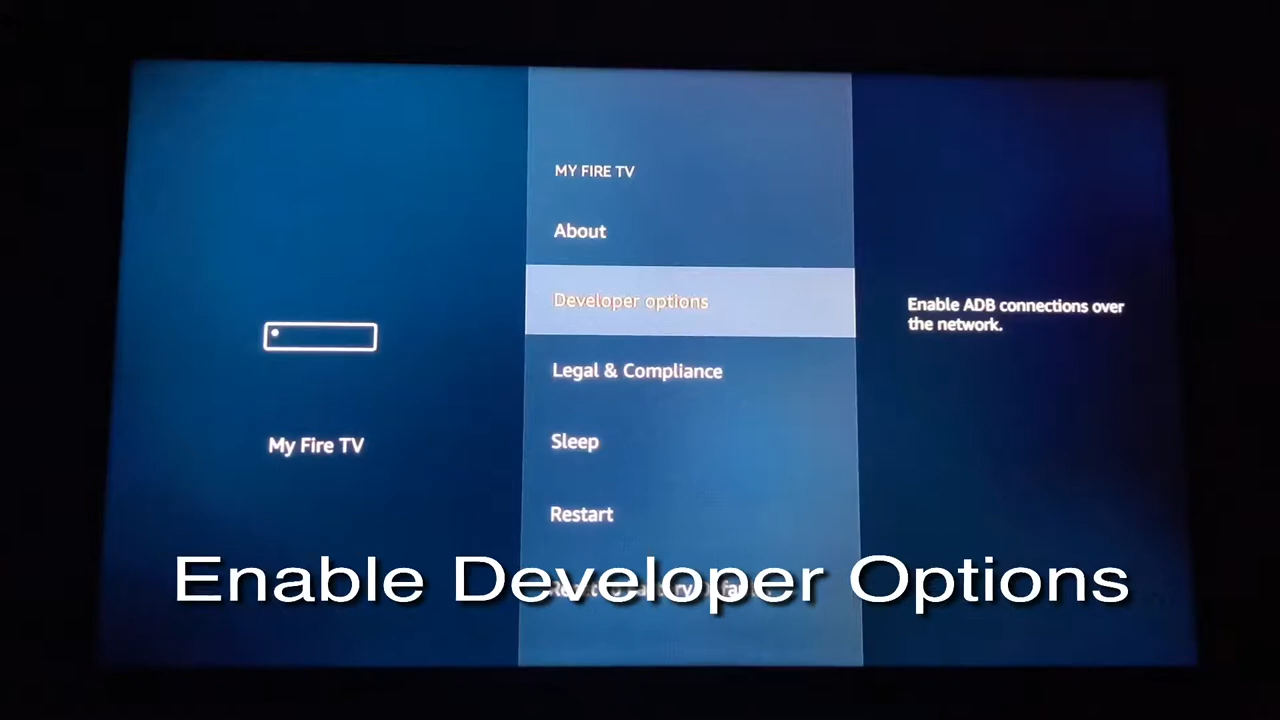 MY FIRE TV
About
Developer options
Enable ADB connections over
the network.
Legal & Compliance
My Fire TV
Sleep
Restart
Enable Developer Options